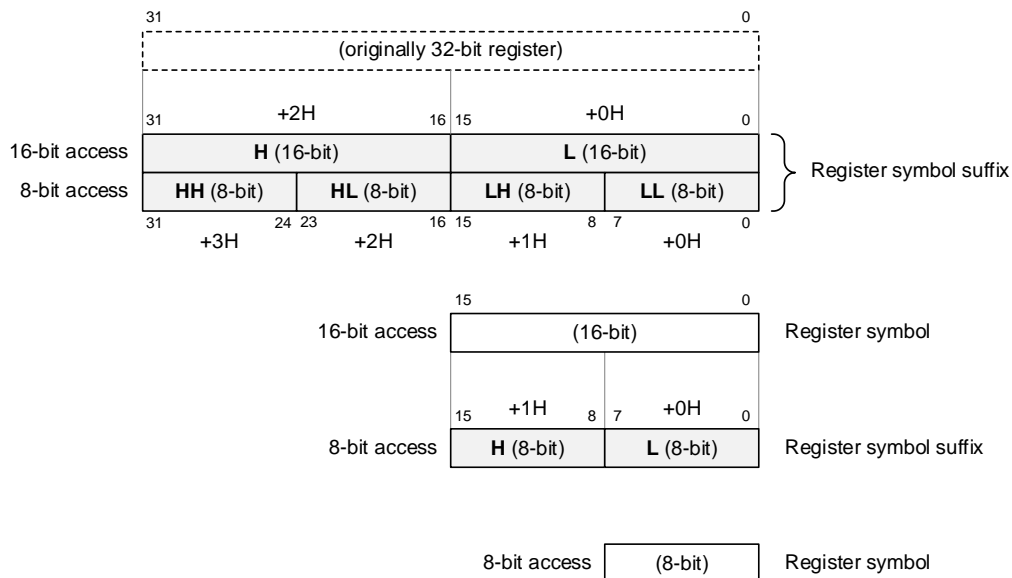 31 0
(originally 32-bit register)
+2H +0H
31 16 15 0
16-bit access H (16-bit) L (16-bit)
Register symbol suffix
8-bit access HH (8-bit) HL (8-bit) LH (8-bit) LL (8-bit)
31 24 23 16 15 8 7 0
+3H +2H +1H +0H
15 0
16-bit access (16-bit) Register symbol
+1H +0H
15 8 7 0
8-bit access H (8-bit) L (8-bit) Register symbol suffix
8-bit access (8-bit) Register symbol